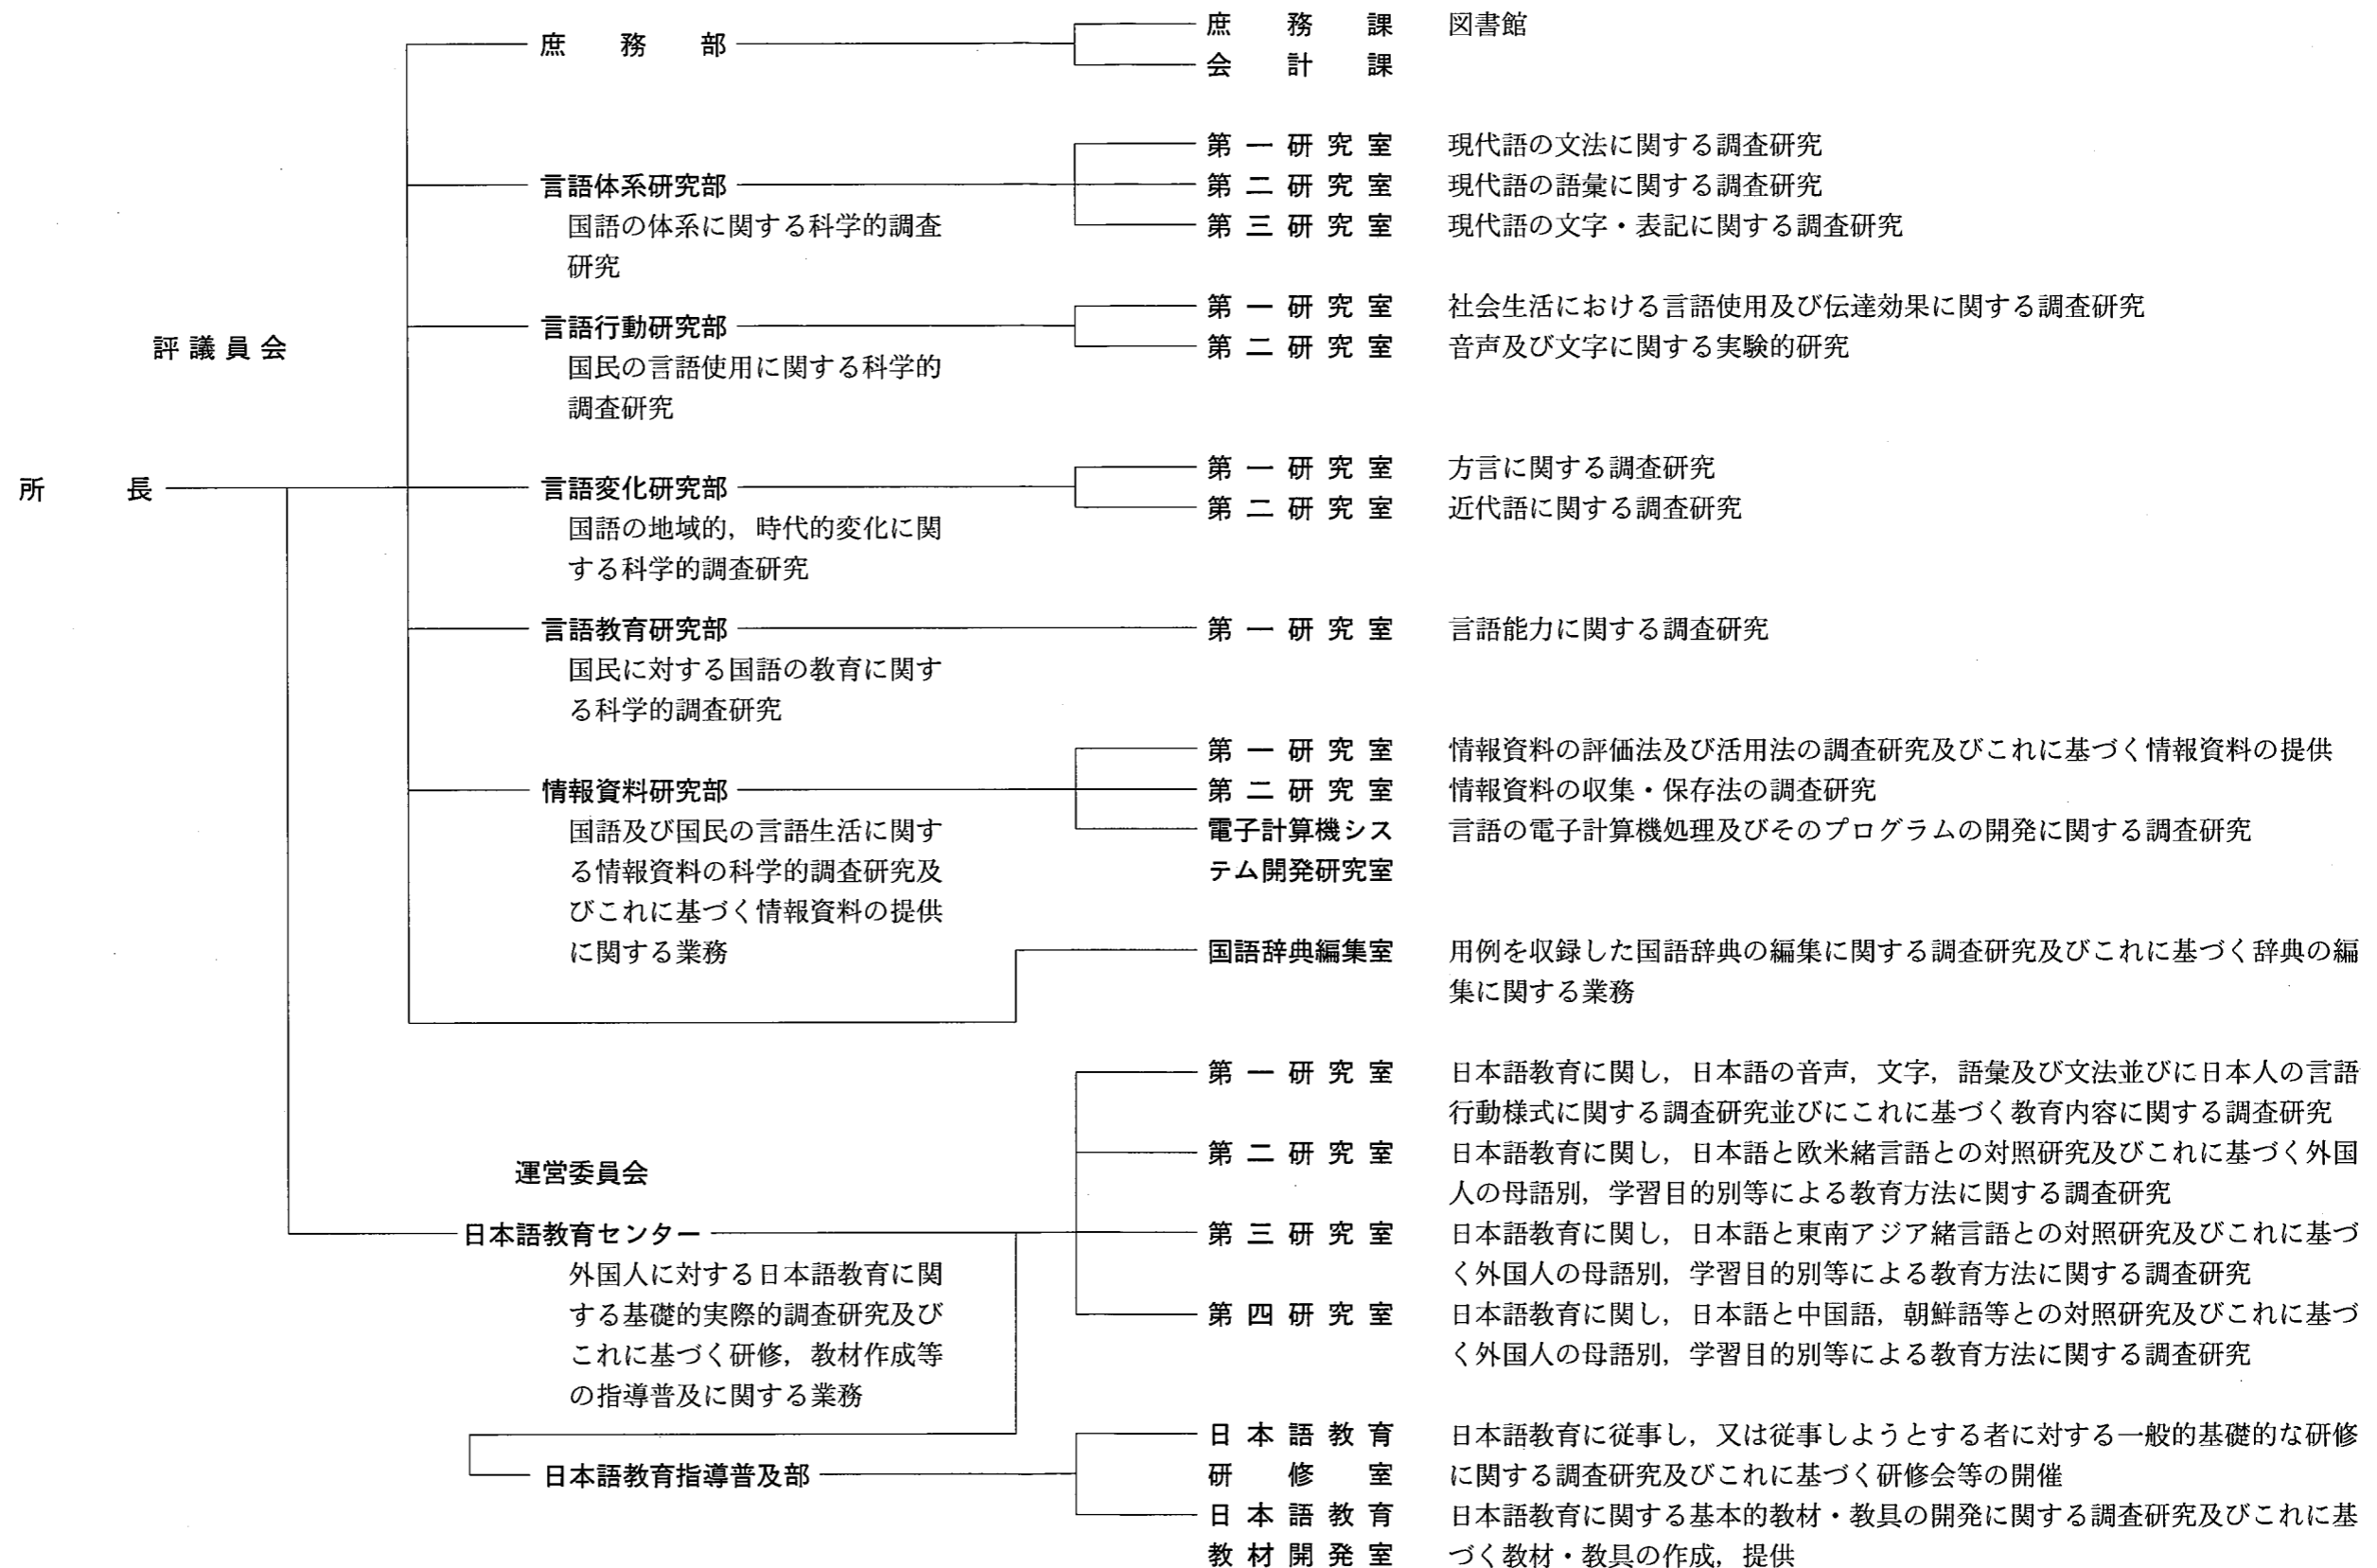 庶務課 図書館
庶務部
会計課
第一研究室 現代語の文法に関する調査研究
言語体系研究部 第二研究室 現代語の語彙に関する調査研究
国語の体系に関する科学的調査 第三研究室 現代語の文字・表記に関する調査研究
研究
第一研究室 社会生活における言語使用及び伝達効果に関する調査研究
言語行動研究部
評議員会 第二研究室 音声及び文字に関する実験的研究
国民の言語使用に関する科学的
調査研究
第一研究室 方言に関する調査研究
所長 言語変化研究部
第二研究室 近代語に関する調査研究
国語の地域的，時代的変化に関
する科学的調査研究
言語教育研究部 第一研究室 言語能力に関する調査研究
国民に対する国語の教育に関す
る科学的調査研究
第一研究室 情報資料の評価法及び活用法の調査研究及びこれに基づく情報資料の提供
情報資料研究部 第二研究室 情報資料の収集・保存法の調査研究
国語及び国民の言語生活に関す 電子計算機シス 言語の電子計算機処理及びそのプログラムの開発に関する調査研究
る情報資料の科学的調査研究及 テム開発研究室
びこれに基づく情報資料の提供
に関する業務 国語辞典編集室 用例を収録した国語辞典の編集に関する調査研究及びこれに基づく辞典の編
集に関する業務
第一研究室 日本語教育に関し，日本語の音声，文字，語彙及び文法並びに日本人の言語
行動様式に関する調査研究並びにこれに基づく教育内容に関する調査研究
第二研究室 日本語教育に関し，日本語と欧米緒言語との対照研究及びこれに基づく外国
運営委員会
人の母語別，学習目的別等による教育方法に関する調査研究
日本語教育センター 第三研究室 日本語教育に関し，日本語と東南アジア緒言語との対照研究及びこれに基づ
外国人に対する日本語教育に関 く外国人の母語別，学習目的別等による教育方法に関する調査研究
する基礎的実際的調査研究及び 第四研究室 日本語教育に関し，日本語と中国語，朝鮮語等との対照研究及びこれに基づ
これに基づく研修，教材作成等 く外国人の母語別，学習目的別等による教育方法に関する調査研究
の指導普及に関する業務
日本語教育 日本語教育に従事し，又は従事しようとする者に対する一般的基礎的な研修
日本語教育指導普及部 研修室 に関する調査研究及びこれに基づく研修会等の開催
日本語教育 日本語教育に関する基本的教材・教具の開発に関する調査研究及びこれに基
教材開発室 づく教材・教具の作成，提供